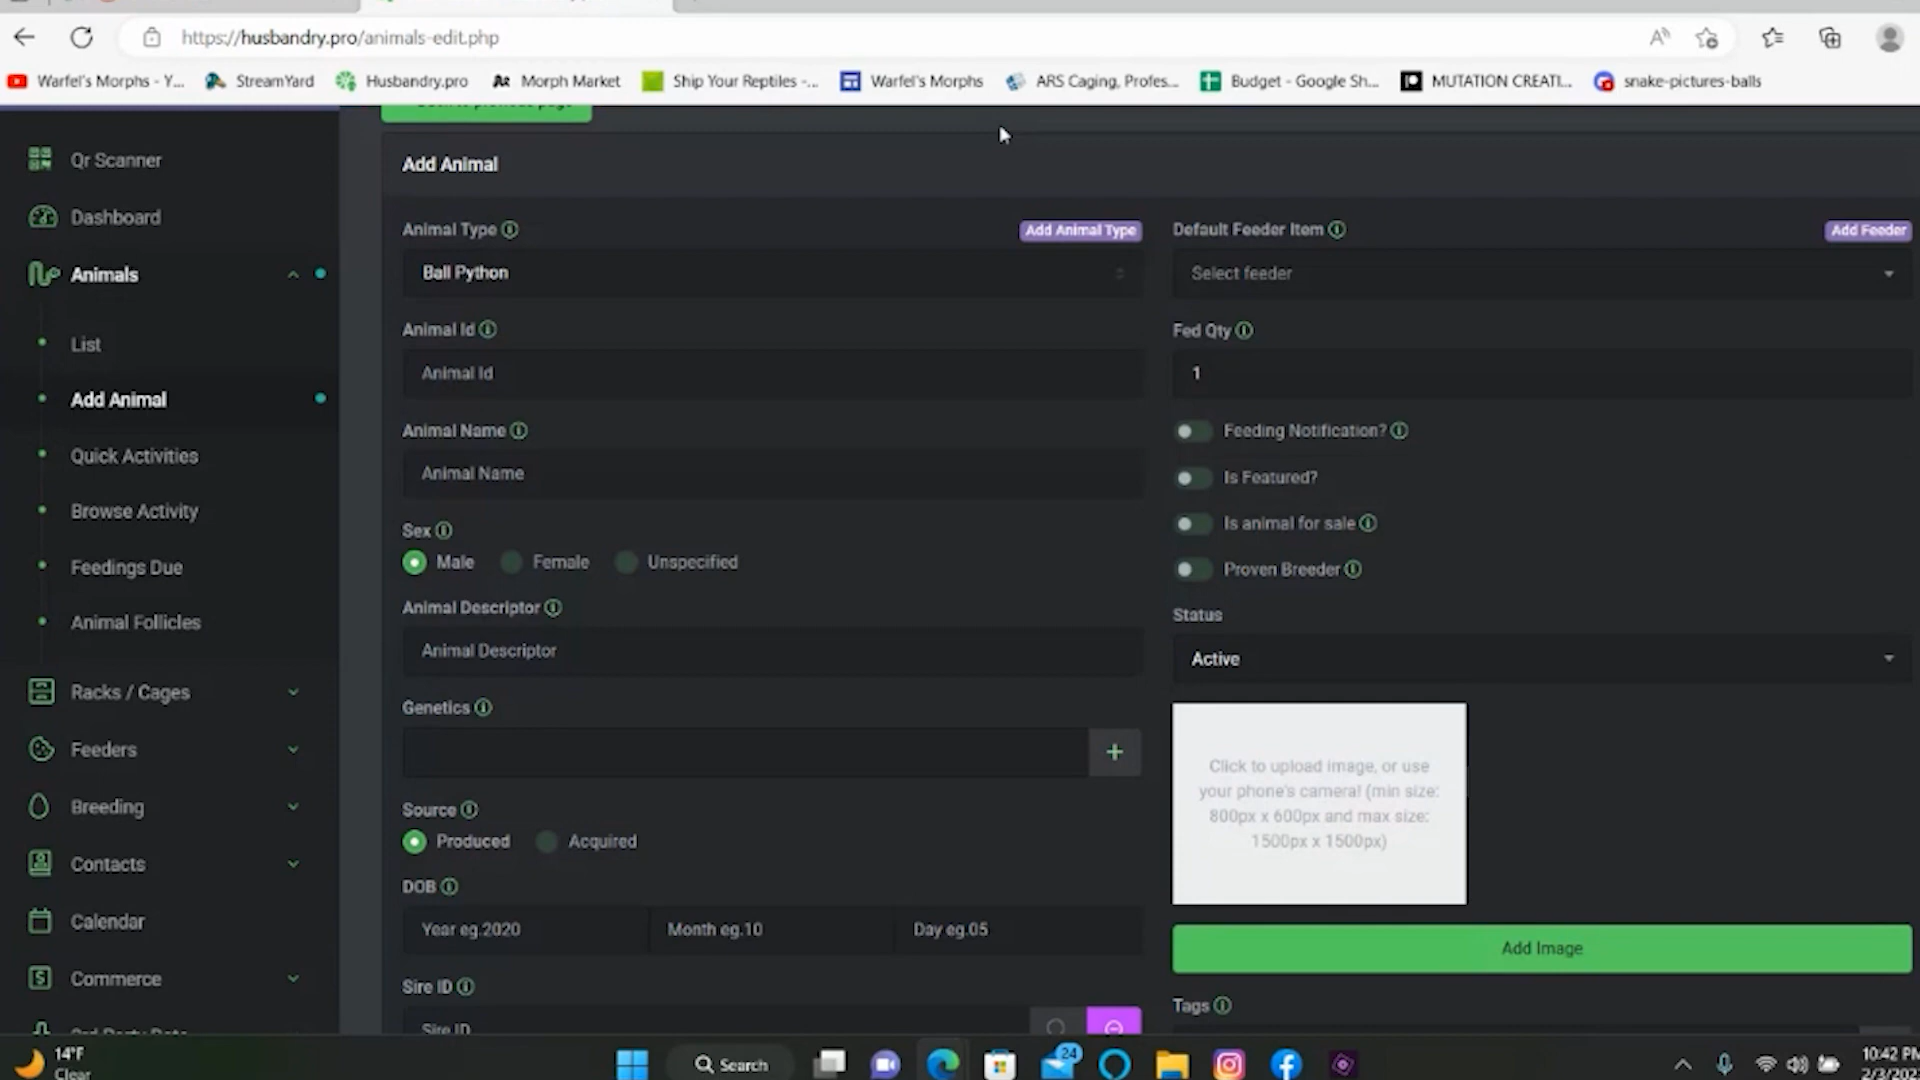 https://husbandry.pro/animals-edit.php
Warfel's Morphs - Y...
StreamYard
Husbandry.pro
Morph Market
Ship Your Reptiles -...
Warfel's Morphs
ARS Caging, Profes...
Budget - Google Sh...
MUTATION CREATI...
snake-pictures-balls
Qr Scanner
Dashboard
Animals
List
Add Animal
Quick Activities
Browse Activity
Feedings Due
Animal Follicles
Racks / Cages
Feeders
Breeding
Contacts
Calendar
Commerce
3rd Party Data
Add Animal
Animal Type
Add Animal Type
Ball Python
Animal Id
Animal Id
Animal Name
Animal Name
Sex
Male Female Unspecified
Animal Descriptor
Animal Descriptor
Genetics
+
Source
Produced Acquired
DOB
Year eg.2020 Month eg.10 Day eg.05
Sire ID
Sire ID
Default Feeder Item
Add Feeder
Select feeder
Fed Qty
1
Feeding Notification?
Is Featured?
Is animal for sale
Proven Breeder
Status
Active
Click to upload image, or use
your phone's camera! (min size:
800px x 600px and max size:
1500px x 1500px)
Add Image
Tags
14°F
Clear
Search
24
10:42 PM